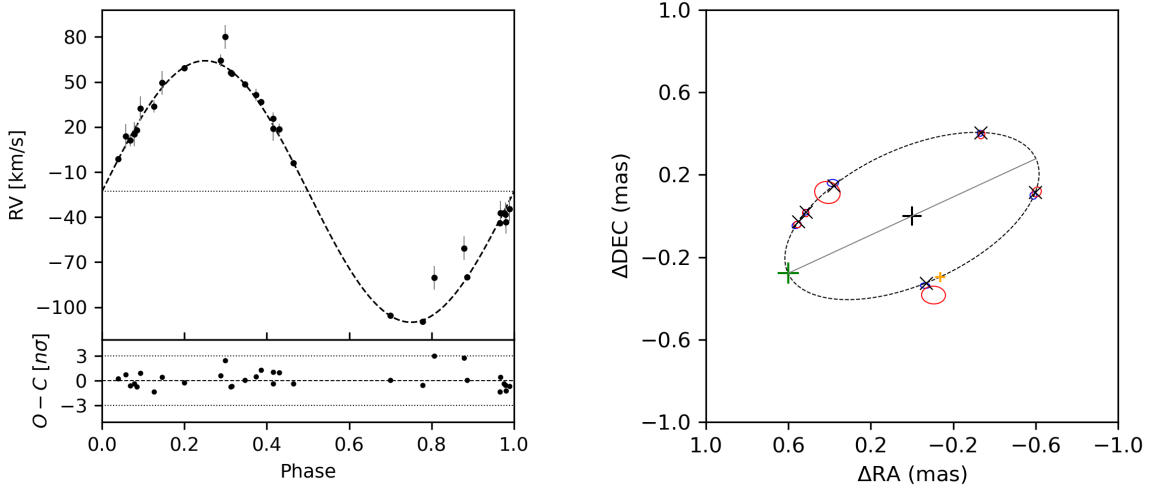 80
50
20
−10
−40
−70
−100
RV [km/s]
3
0
−3
O − C [nσ]
0.0 0.2 0.4 0.6 0.8 1.0
Phase
1.0
0.6
0.2
−0.2
−0.6
−1.0
ΔDEC (mas)
1.0 0.6 0.2 −0.2 −0.6 −1.0
ΔRA (mas)